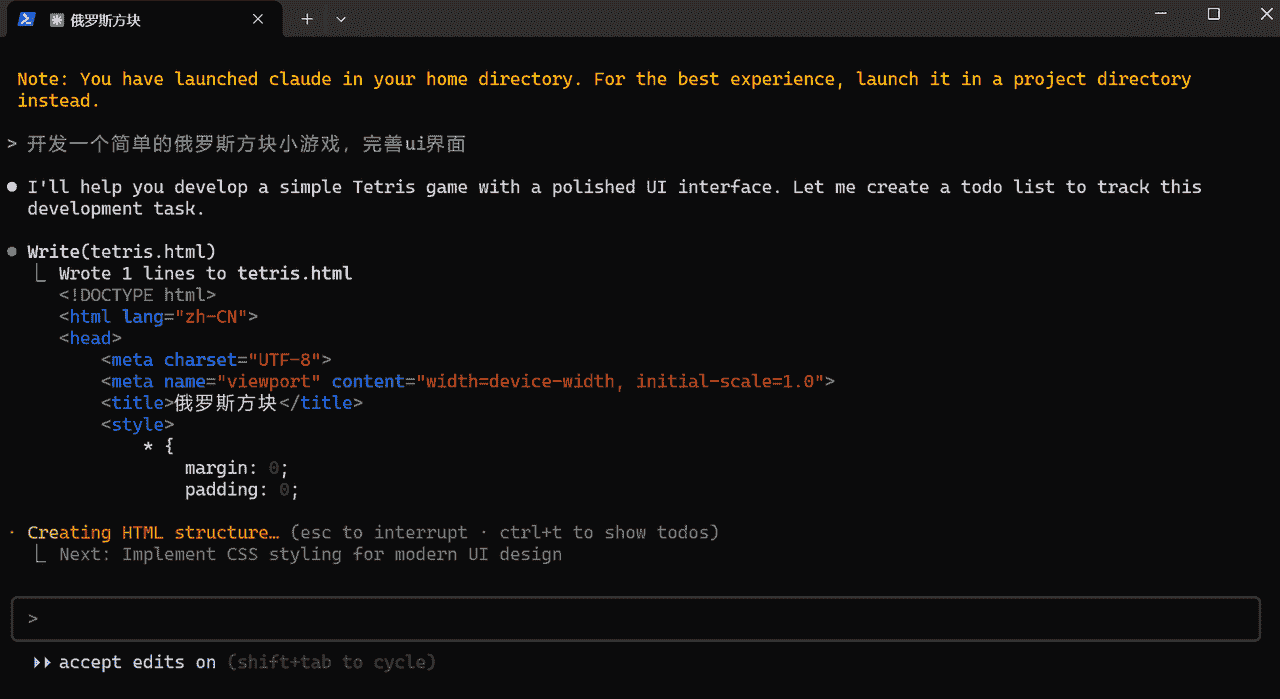 俄罗斯方块
Note: You have launched claude in your home directory. For the best experience, launch it in a project directory
instead.
> 开发一个简单的俄罗斯方块小游戏，完善ui界面
● I'll help you develop a simple Tetris game with a polished UI interface. Let me create a todo list to track this
development task.
● Write(tetris.html)
⎿ Wrote 1 lines to tetris.html
<!DOCTYPE html>
<html lang="zh-CN">
<head>
<meta charset="UTF-8">
<meta name="viewport" content="width=device-width, initial-scale=1.0">
<title>俄罗斯方块</title>
<style>
* {
margin: 0;
padding: 0;
· Creating HTML structure… (esc to interrupt · ctrl+t to show todos)
⎿ Next: Implement CSS styling for modern UI design
>
⏵⏵ accept edits on (shift+tab to cycle)